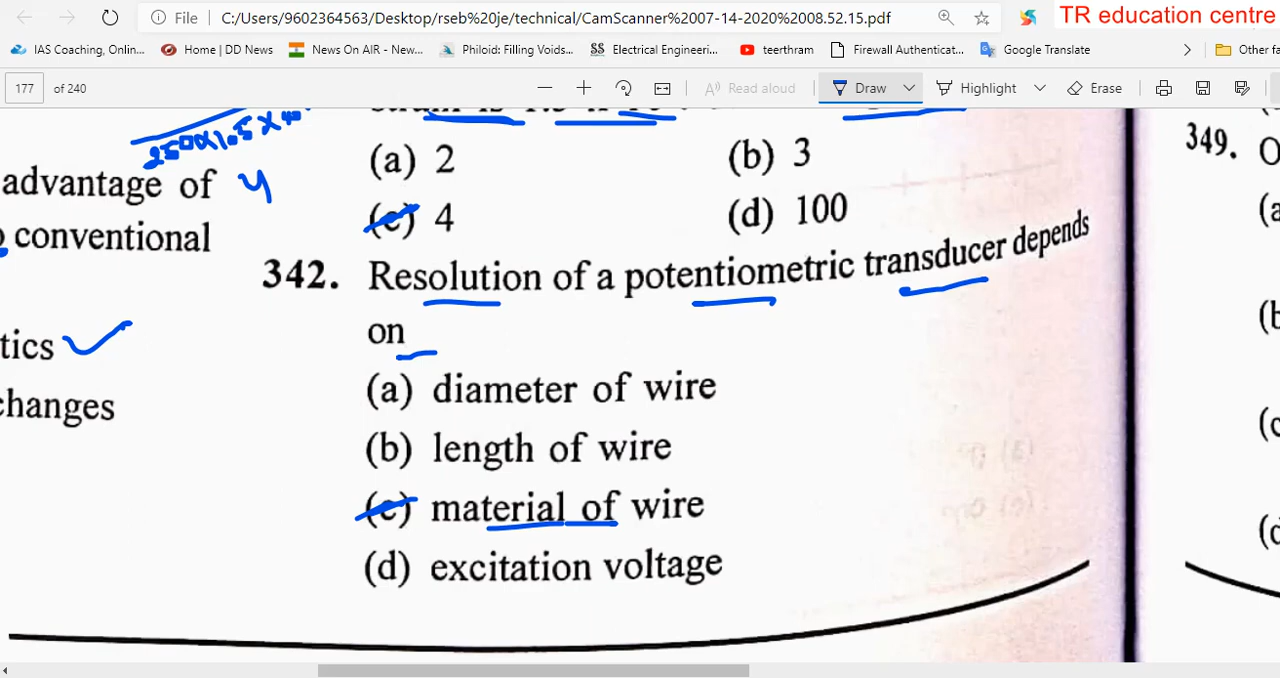 File C:/Users/9602364563/Desktop/rseb%20je/technical/CamScanner%2007-14-2020%2008.52.15.pdf
TR education centre
IAS Coaching, Onlin... Home | DD News News On AIR - New... Philoid: Filling Voids... Electrical Engineeri... teerthram Firewall Authenticat... Google Translate Other fa
177 of 240 Read aloud Draw Highlight Erase
(a) 2 (b) 3
(c) 4 (d) 100
advantage of 4
conventional
tics
changes
342. Resolution of a potentiometric transducer depends
on
(a) diameter of wire
(b) length of wire
(c) material of wire
(d) excitation voltage
349. O
(a
(b
(c
(d